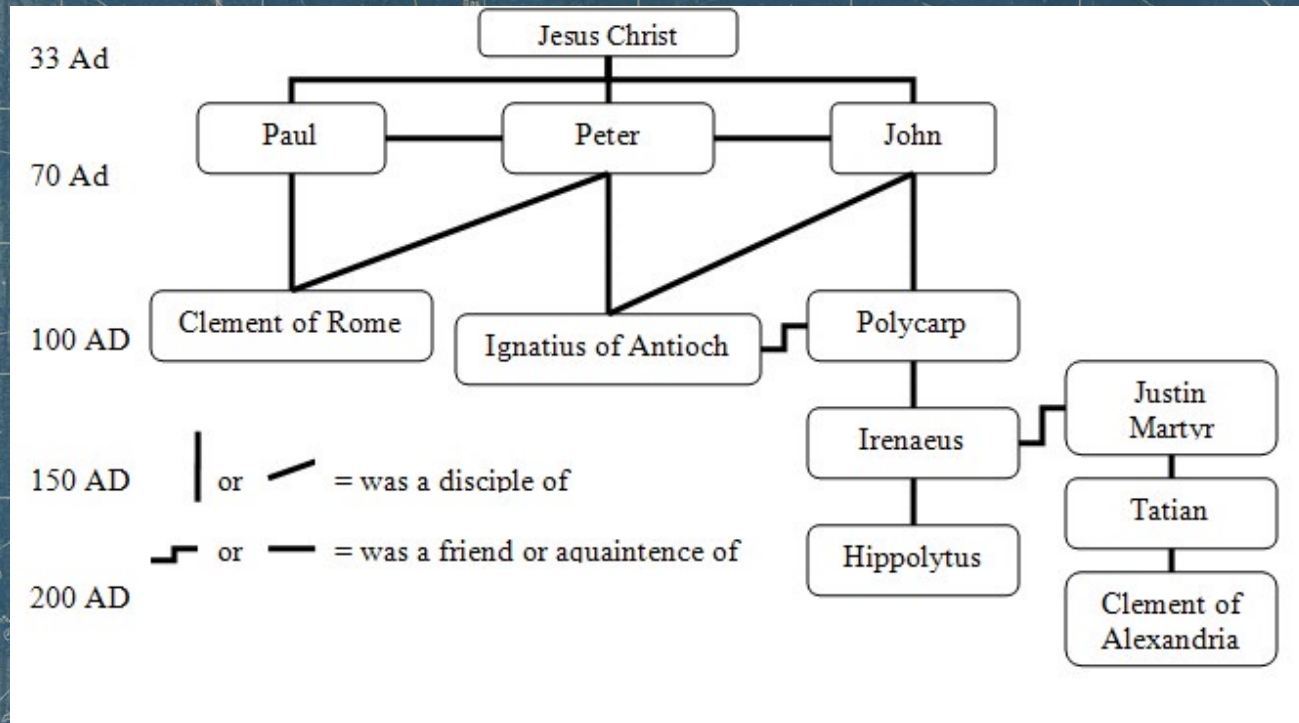 Jesus Christ
33 Ad
Paul
Peter
John
70 Ad
Clement of Rome
Ignatius of Antioch
Polycarp
100 AD
Justin
Martyr
Irenaeus
150 AD
or
= was a disciple of
Tatian
or
= was a friend or aquaintence of
Hippolytus
200 AD
Clement of
Alexandria